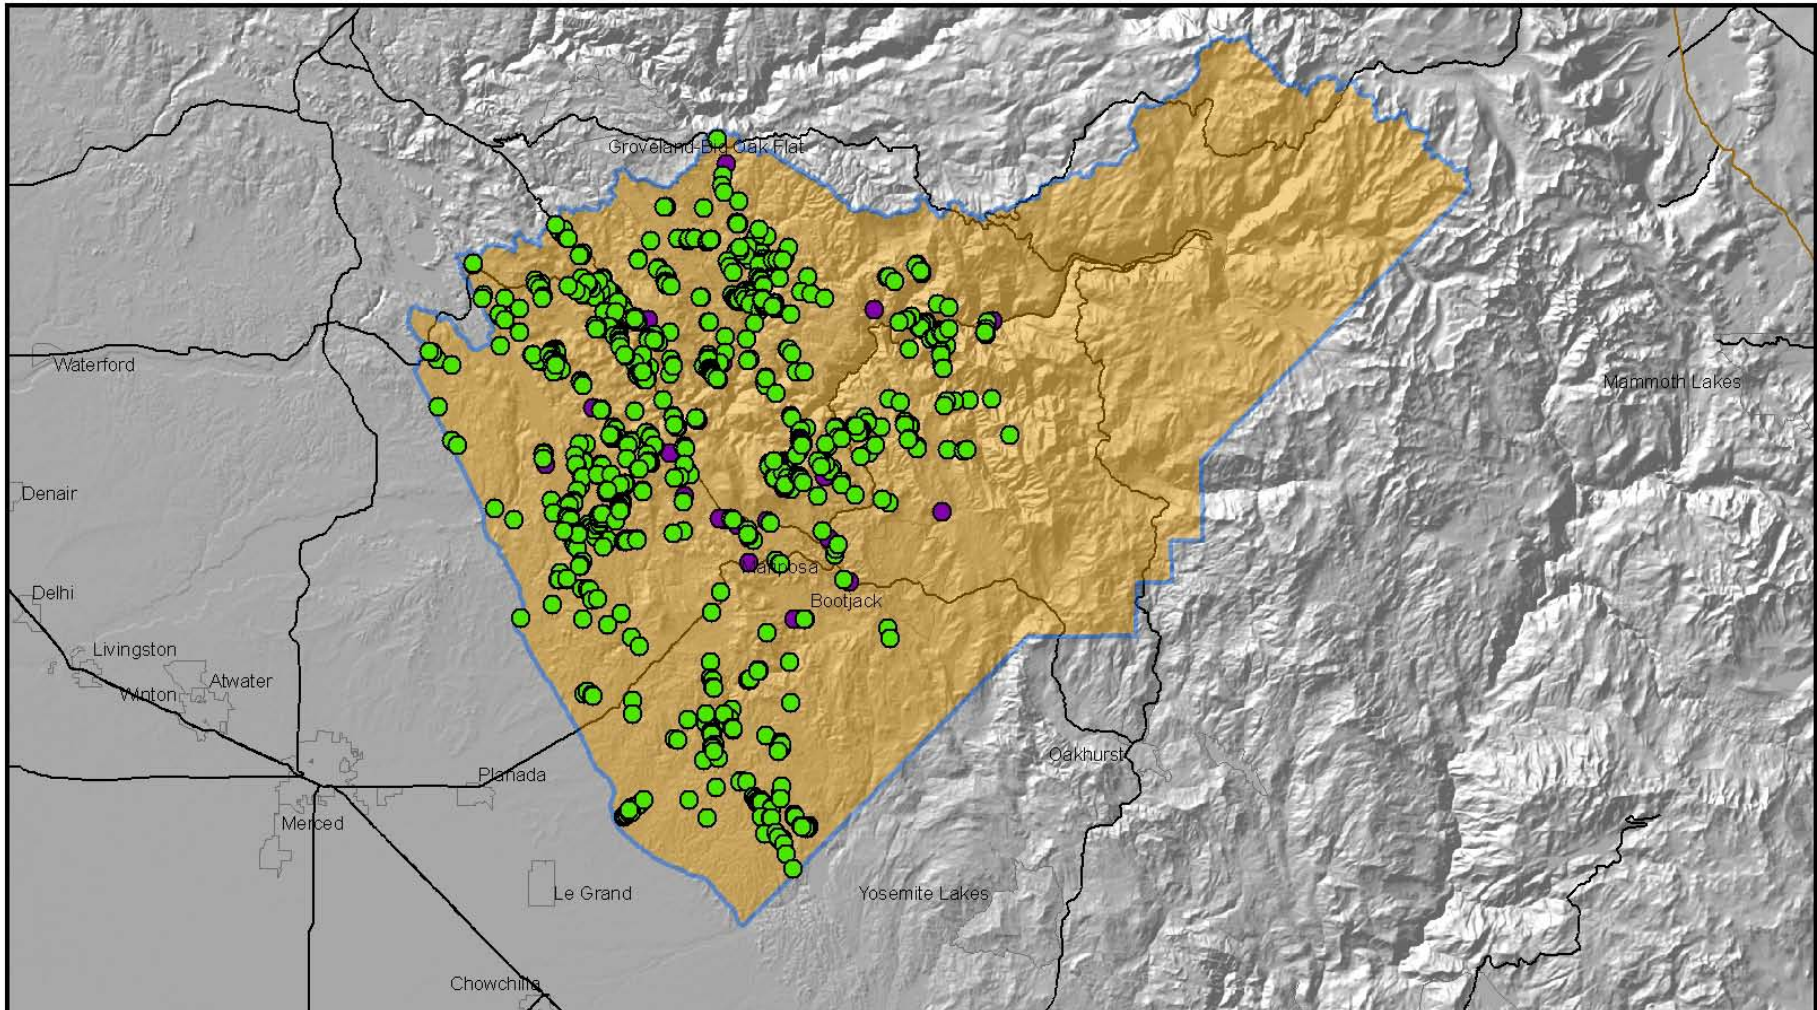 Groveland-Big Oak Flat
Waterford
Mammoth Lakes
Denair
Mariposa
Delhi
Bootjack
Livingston
Atwater
Winton
Oakhurst
Planada
Merced
Le Grand
Yosemite Lakes
Chowchilla